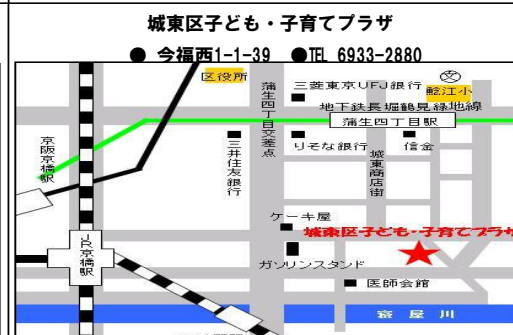 城東区子ども・子育てプラザ
● 今福西1-1-39 ●℡ 6933-2880
区役所
蒲生四丁目交差点
三菱東京UFJ銀行
文
鯰江小
地下鉄長堀鶴見緑地線
蒲生四丁目駅
京阪京橋駅
三井住友銀行
りそな銀行
城東商店街
信金
ケーキ屋
城東区子ども・子育てプラザ
JR京橋駅
ガソリンスタンド
医師会館
寝屋川